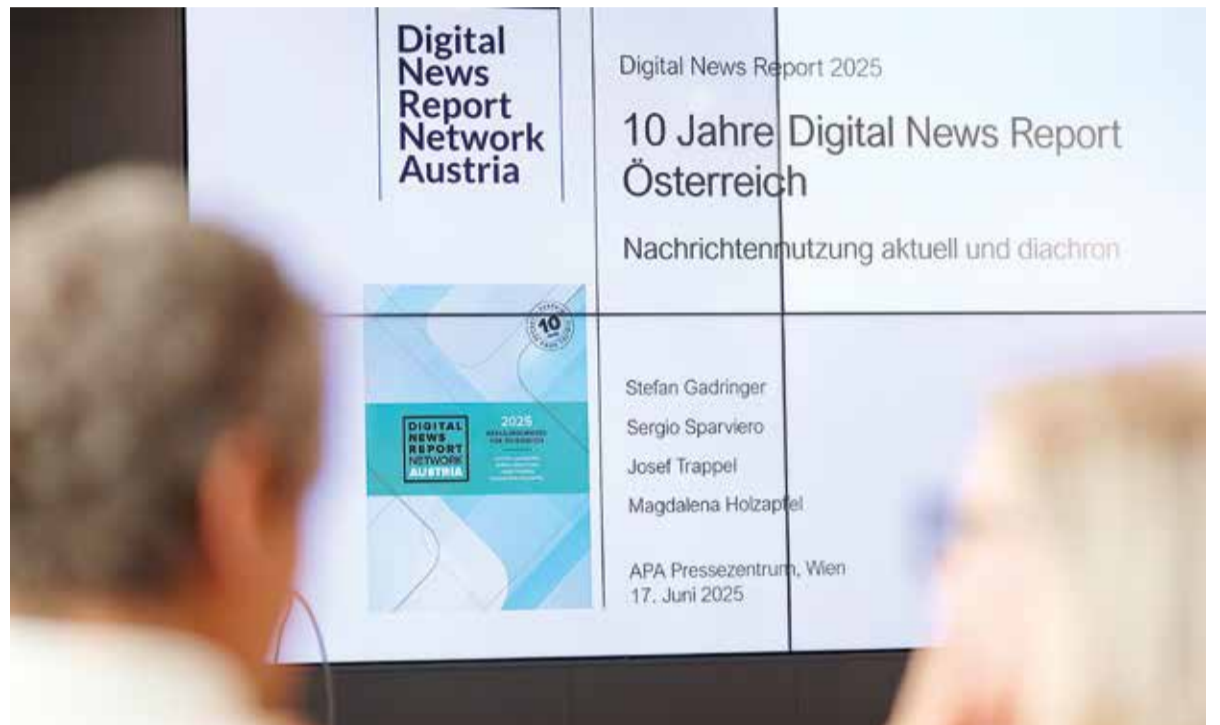 Digital
News
Report
Network
Austria
Digital News Report 2025
10 Jahre Digital News Report
Österreich
Nachrichtennutzung aktuell und diachron
10
DIGITAL
NEWS
REPORT
NETWORK
AUSTRIA
2025
Stefan Gadringer
Sergio Sparviero
Josef Trappel
Magdalena Holzapfel
APA Pressezentrum, Wien
17. Juni 2025